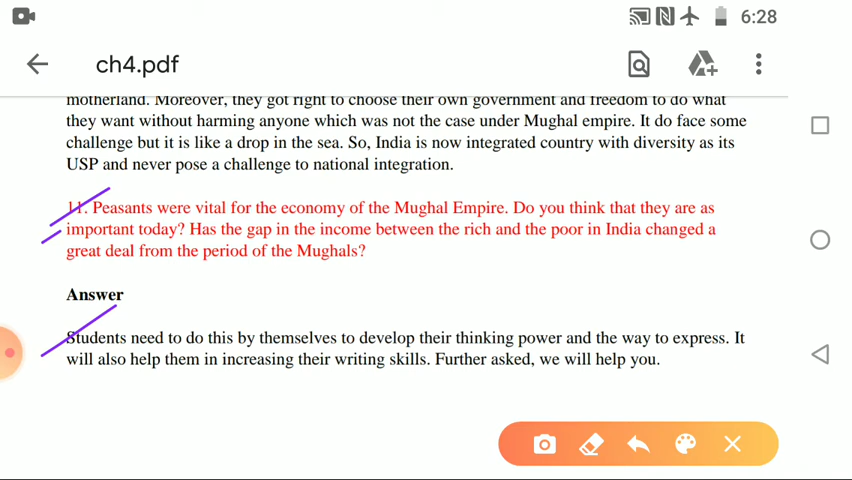 6:28
ch4.pdf
motherland. Moreover, they got right to choose their own government and freedom to do what
they want without harming anyone which was not the case under Mughal empire. It do face some
challenge but it is like a drop in the sea. So, India is now integrated country with diversity as its
USP and never pose a challenge to national integration.
11. Peasants were vital for the economy of the Mughal Empire. Do you think that they are as
important today? Has the gap in the income between the rich and the poor in India changed a
great deal from the period of the Mughals?
Answer
Students need to do this by themselves to develop their thinking power and the way to express. It
will also help them in increasing their writing skills. Further asked, we will help you.